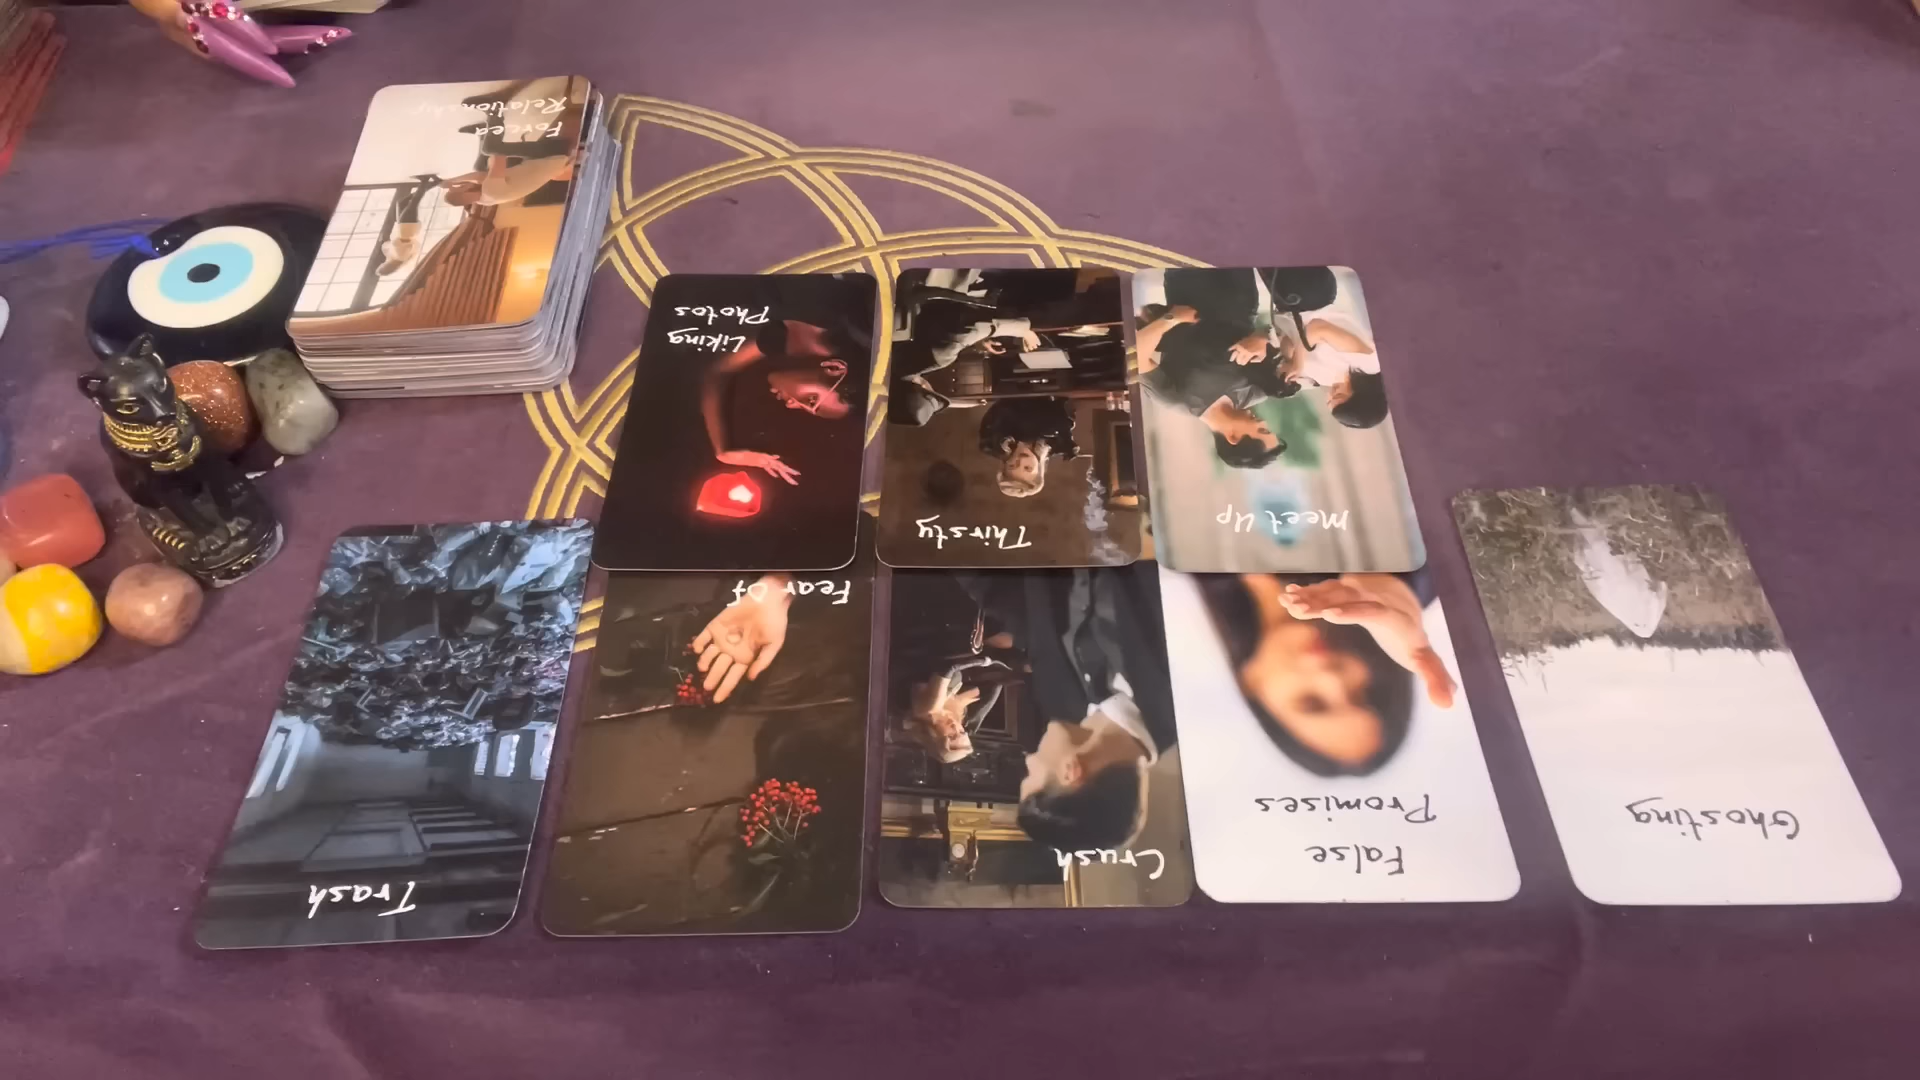 Forced
Relationship
Liking
Photos
Thirsty
Meet Up
Trash
Fear Of
Crush
False
Promises
Ghosting